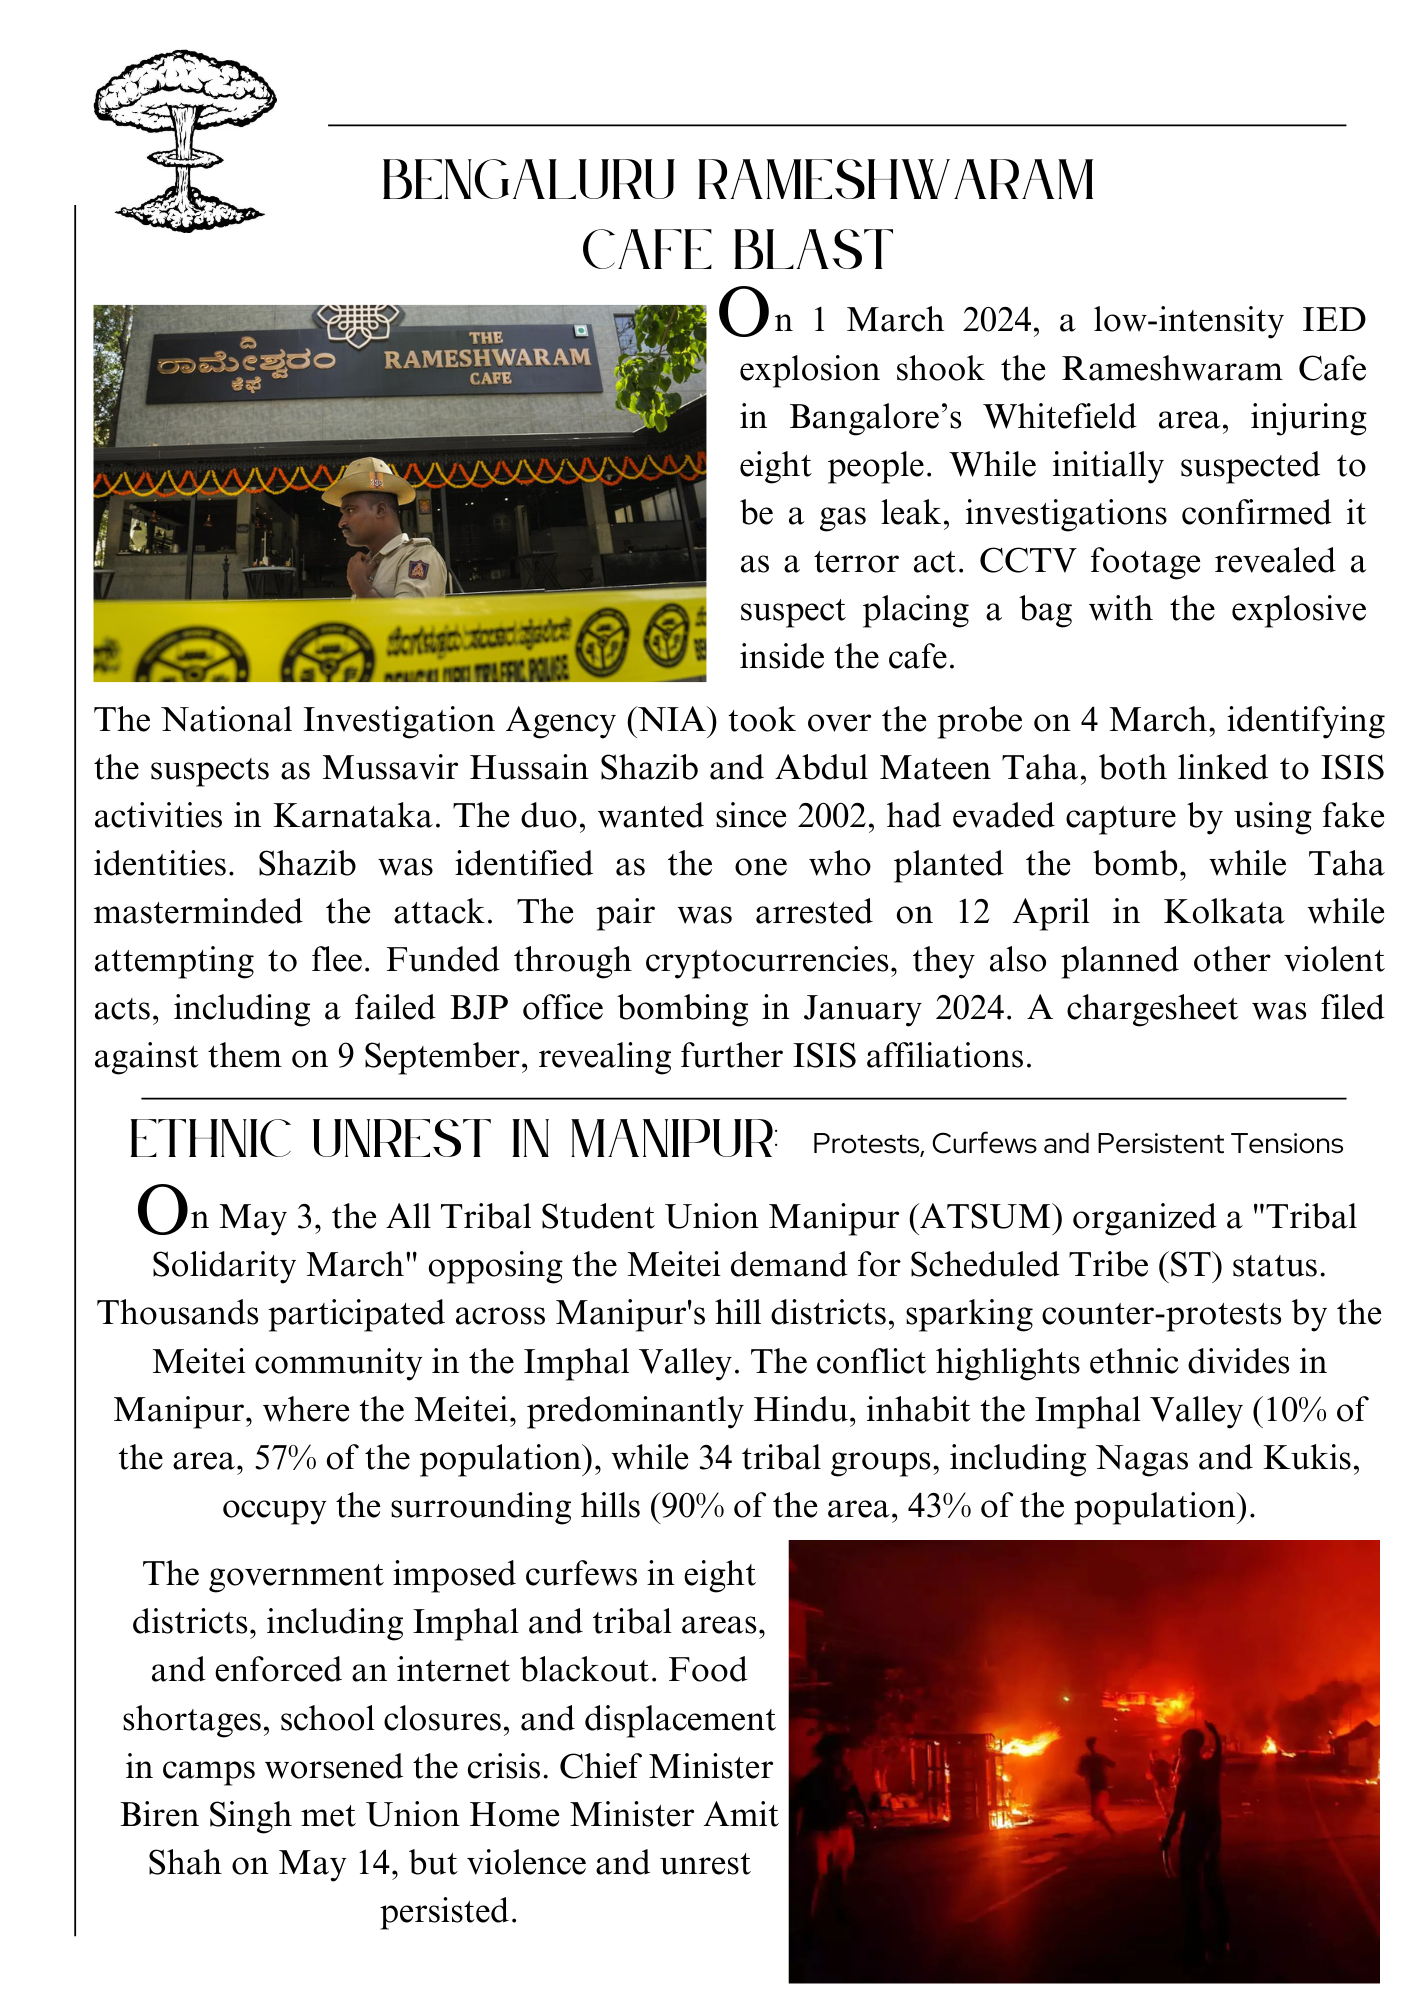 BENGALURU RAMESHWARAM
CAFE BLAST
ದಿ
ರಾಮೇಶ್ವರಂ
ಕೆಫೆ
THE
RAMESHWARAM
CAFE
BENGALURU TRAFFIC POLICE
On 1 March 2024, a low-intensity IED
explosion shook the Rameshwaram Cafe
in Bangalore’s Whitefield area, injuring
eight people. While initially suspected to
be a gas leak, investigations confirmed it
as a terror act. CCTV footage revealed a
suspect placing a bag with the explosive
inside the cafe.
The National Investigation Agency (NIA) took over the probe on 4 March, identifying
the suspects as Mussavir Hussain Shazib and Abdul Mateen Taha, both linked to ISIS
activities in Karnataka. The duo, wanted since 2002, had evaded capture by using fake
identities. Shazib was identified as the one who planted the bomb, while Taha
masterminded the attack. The pair was arrested on 12 April in Kolkata while
attempting to flee. Funded through cryptocurrencies, they also planned other violent
acts, including a failed BJP office bombing in January 2024. A chargesheet was filed
against them on 9 September, revealing further ISIS affiliations.
ETHNIC UNREST IN MANIPUR: Protests, Curfews and Persistent Tensions
On May 3, the All Tribal Student Union Manipur (ATSUM) organized a "Tribal
Solidarity March" opposing the Meitei demand for Scheduled Tribe (ST) status.
Thousands participated across Manipur's hill districts, sparking counter-protests by the
Meitei community in the Imphal Valley. The conflict highlights ethnic divides in
Manipur, where the Meitei, predominantly Hindu, inhabit the Imphal Valley (10% of
the area, 57% of the population), while 34 tribal groups, including Nagas and Kukis,
occupy the surrounding hills (90% of the area, 43% of the population).
The government imposed curfews in eight
districts, including Imphal and tribal areas,
and enforced an internet blackout. Food
shortages, school closures, and displacement
in camps worsened the crisis. Chief Minister
Biren Singh met Union Home Minister Amit
Shah on May 14, but violence and unrest
persisted.